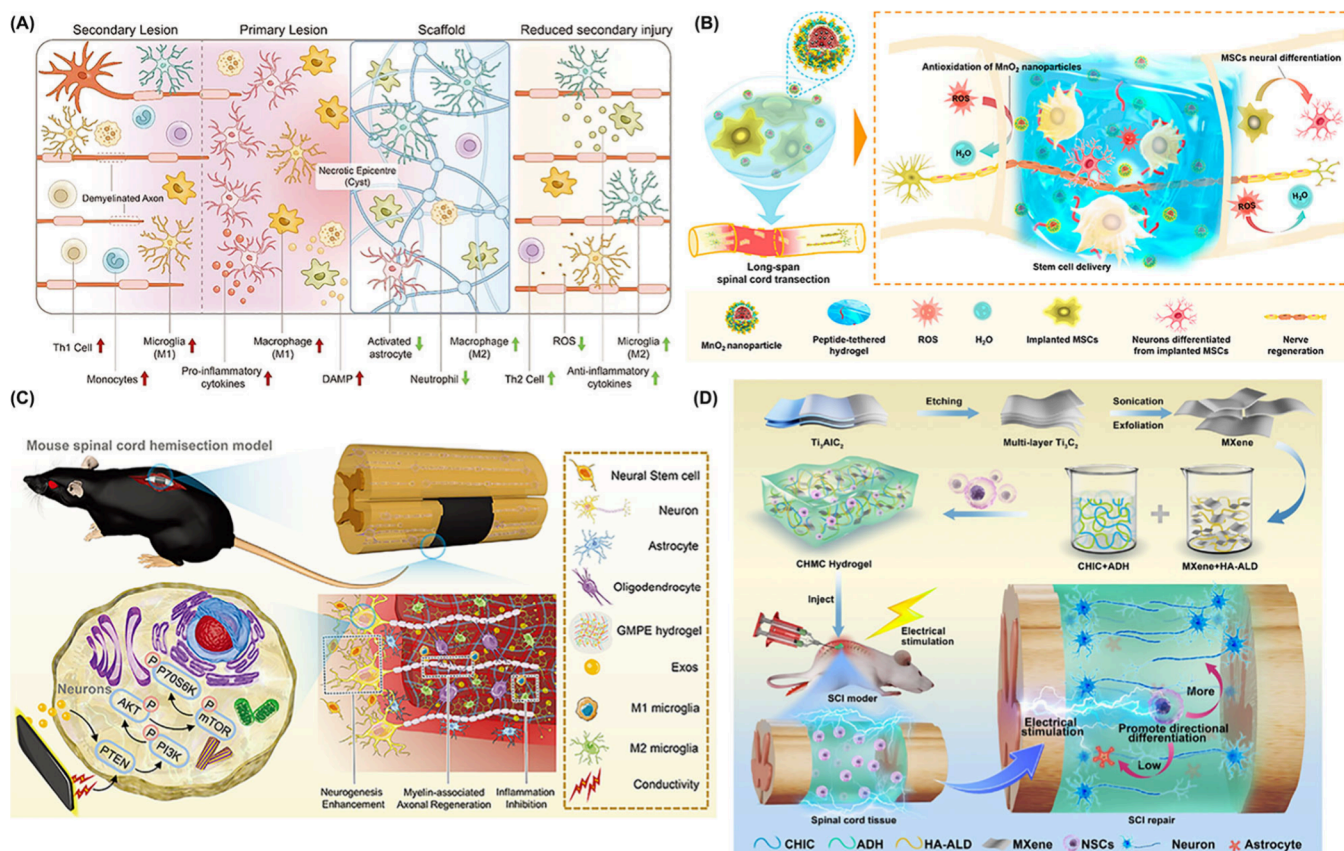 (A)
Secondary Lesion
Primary Lesion
Scaffold
Reduced secondary injury
Necrotic Epicentre
(Cyst)
Demyelinated Axon
Th1 Cell
Monocytes
Microglia
(M1)
Pro-inflammatory
cytokines
Macrophage
(M1)
DAMP
Activated
astrocyte
Neutrophil
Macrophage
(M2)
Th2 Cell
ROS
Anti-inflammatory
cytokines
Microglia
(M2)
(B)
Antioxidation of MnO2 nanoparticles
MSCs neural differentiation
ROS
H2O
ROS
H2O
Stem cell delivery
Long-span
spinal cord transection
MnO2 nanoparticle
Peptide-tethered
hydrogel
ROS
H2O
Implanted MSCs
Neurons differentiated
from implanted MSCs
Nerve
regeneration
(C)
Mouse spinal cord hemisection model
Neural Stem cell
Neuron
Astrocyte
Oligodendrocyte
GMPE hydrogel
Exos
M1 microglia
M2 microglia
Conductivity
Neurons
P
P70S6K
P
AKT
P
mTOR
P
PI3K
PTEN
Neurogenesis
Enhancement
Myelin-associated
Axonal Regeneration
Inflammation
Inhibition
(D)
Ti3AlC2
Etching
Multi-layer Ti3C2
Sonication
Exfoliation
MXene
CHMC Hydrogel
CHIC+ADH
MXene+HA-ALD
Inject
Electrical
stimulation
SCI moder
Spinal cord tissue
Electrical
stimulation
More
Promote directional
differentiation
Low
SCI repair
CHIC
ADH
HA-ALD
MXene
NSCs
Neuron
Astrocyte